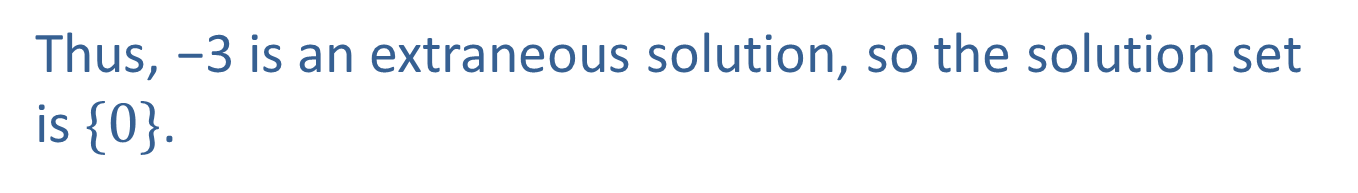 Thus, −3 is an extraneous solution, so the solution set
is {0}.